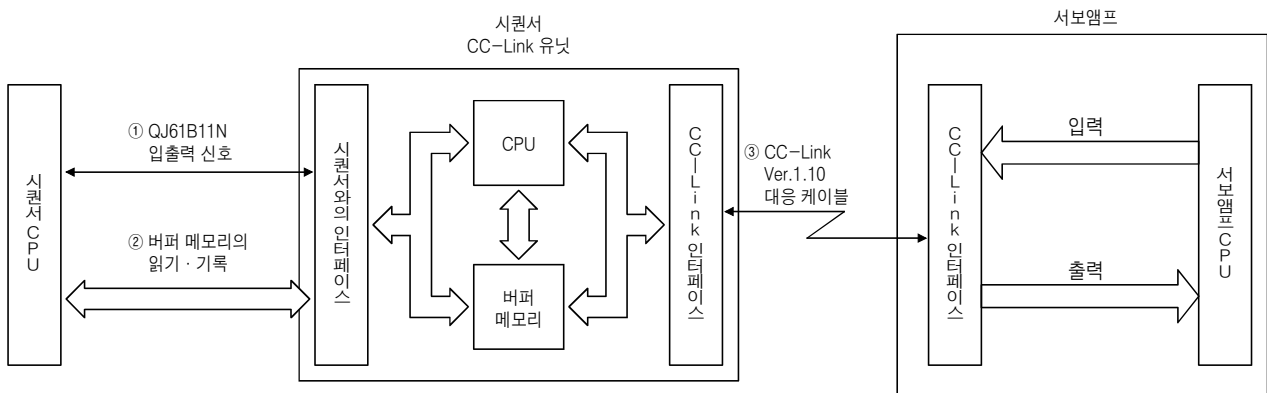 시퀀서
CC-Link 유닛
서보앰프
시퀀서 CPU
① QJ61B11N
입출력 신호
② 버퍼 메모리의
읽기 · 기록
시퀀서와의 인터페이스
CPU
버퍼
메모리
CC-Link 인터페이스
③ CC-Link
Ver.1.10
대응 케이블
CC-Link 인터페이스
입력
출력
서보앰프 CPU